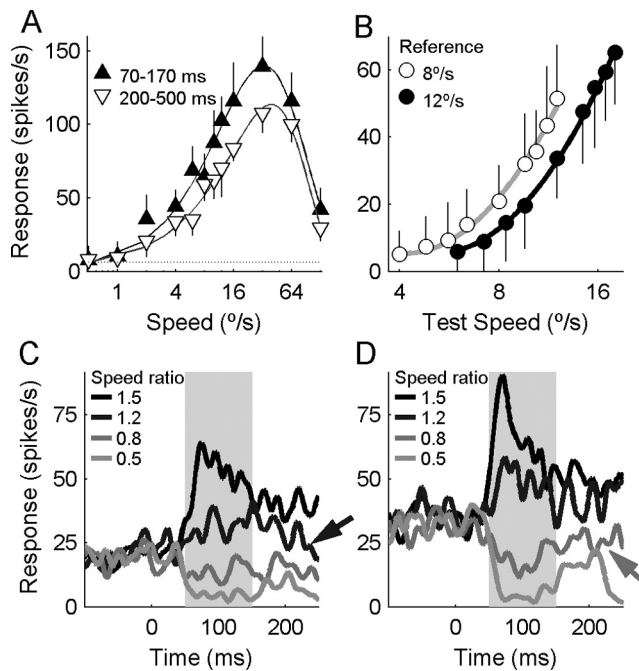 A
B
70-170 ms
200-500 ms
Reference
8º/s
12º/s
Response (spikes/s)
150
100
50
0
1
4
16
64
Speed (º/s)
60
40
20
0
4
8
16
Test Speed (º/s)
C
D
Speed ratio
1.5
1.2
0.8
0.5
Speed ratio
1.5
1.2
0.8
0.5
Response (spikes/s)
75
50
25
0
0
100
200
Time (ms)
75
50
25
0
0
100
200
Time (ms)